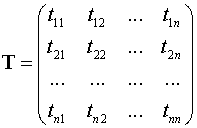 t11 t12 ... t1n
t21 t22 ... t2n
T =
... ... ... ...
tn1 tn2 ... tnn